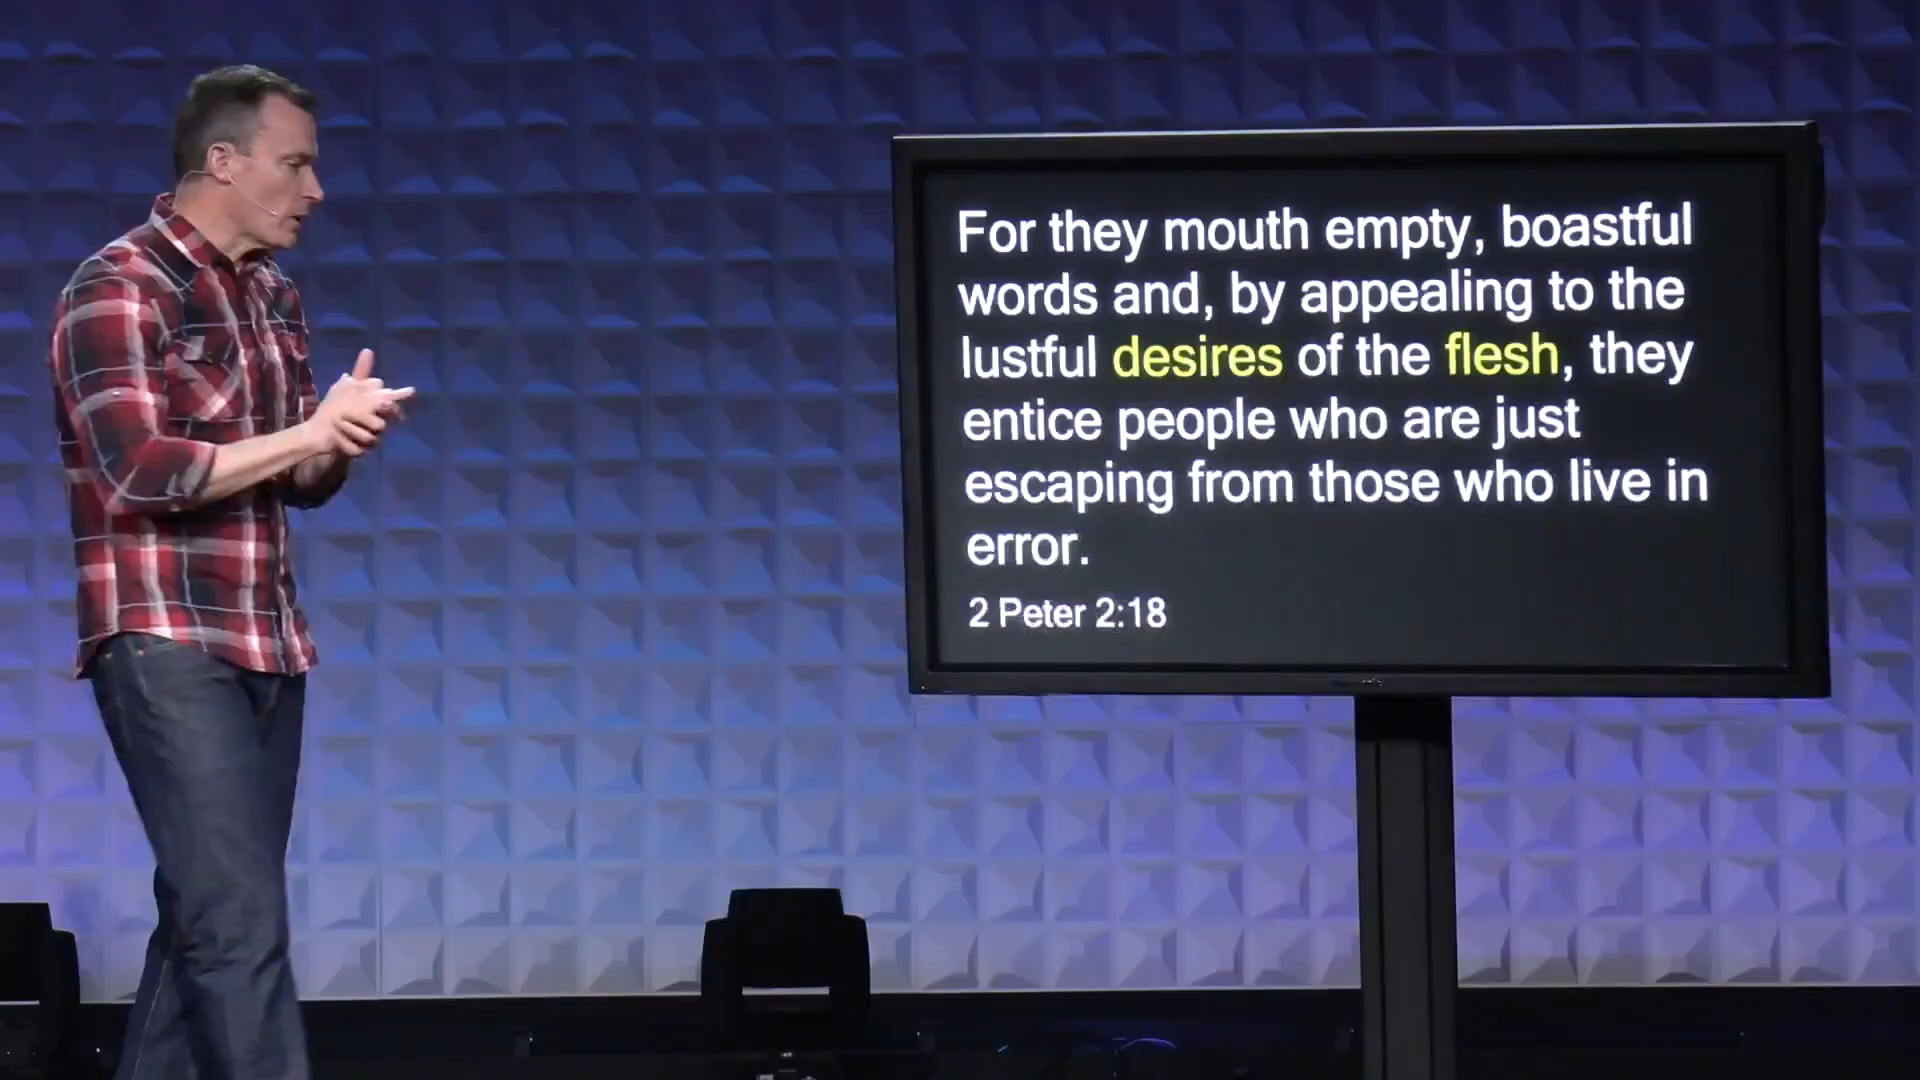 For they mouth empty, boastful
words and, by appealing to the
lustful desires of the flesh, they
entice people who are just
escaping from those who live in
error.
2 Peter 2:18